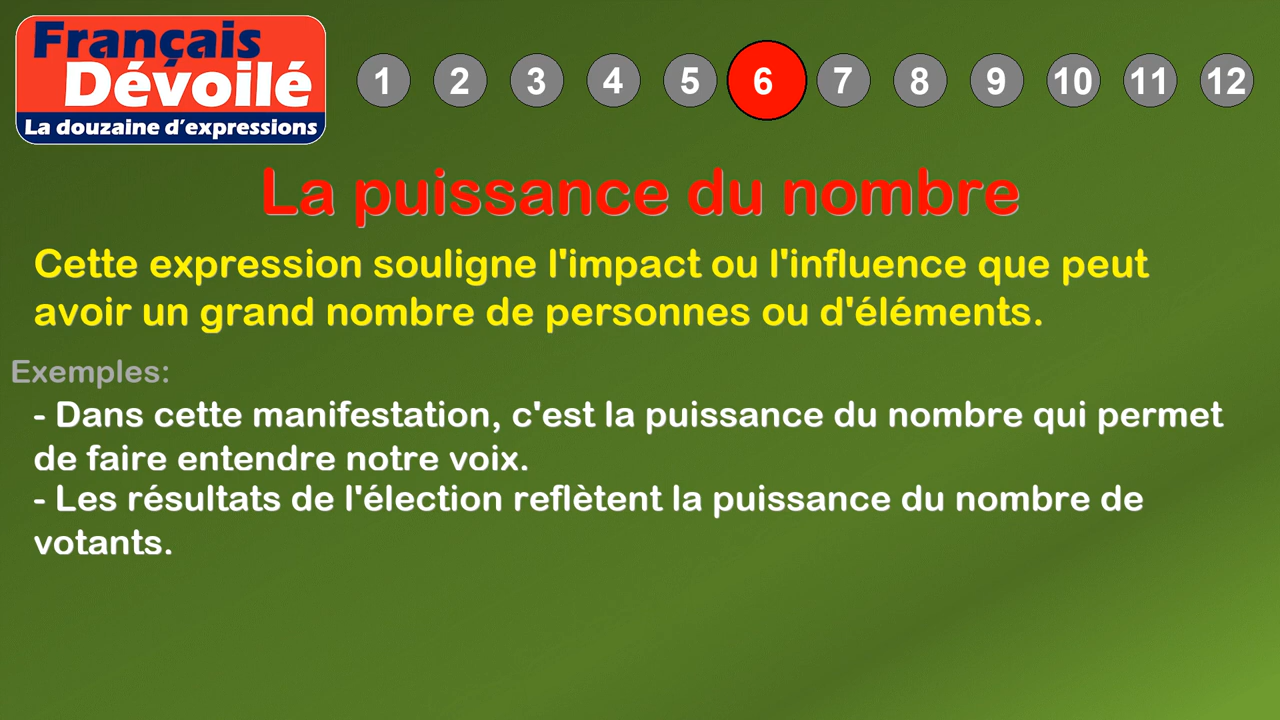 Français
Dévoilé
La douzaine d'expressions
1 2 3 4 5 6 7 8 9 10 11 12
La puissance du nombre
Cette expression souligne l'impact ou l'influence que peut
avoir un grand nombre de personnes ou d'éléments.
Exemples:
- Dans cette manifestation, c'est la puissance du nombre qui permet
de faire entendre notre voix.
- Les résultats de l'élection reflètent la puissance du nombre de
votants.